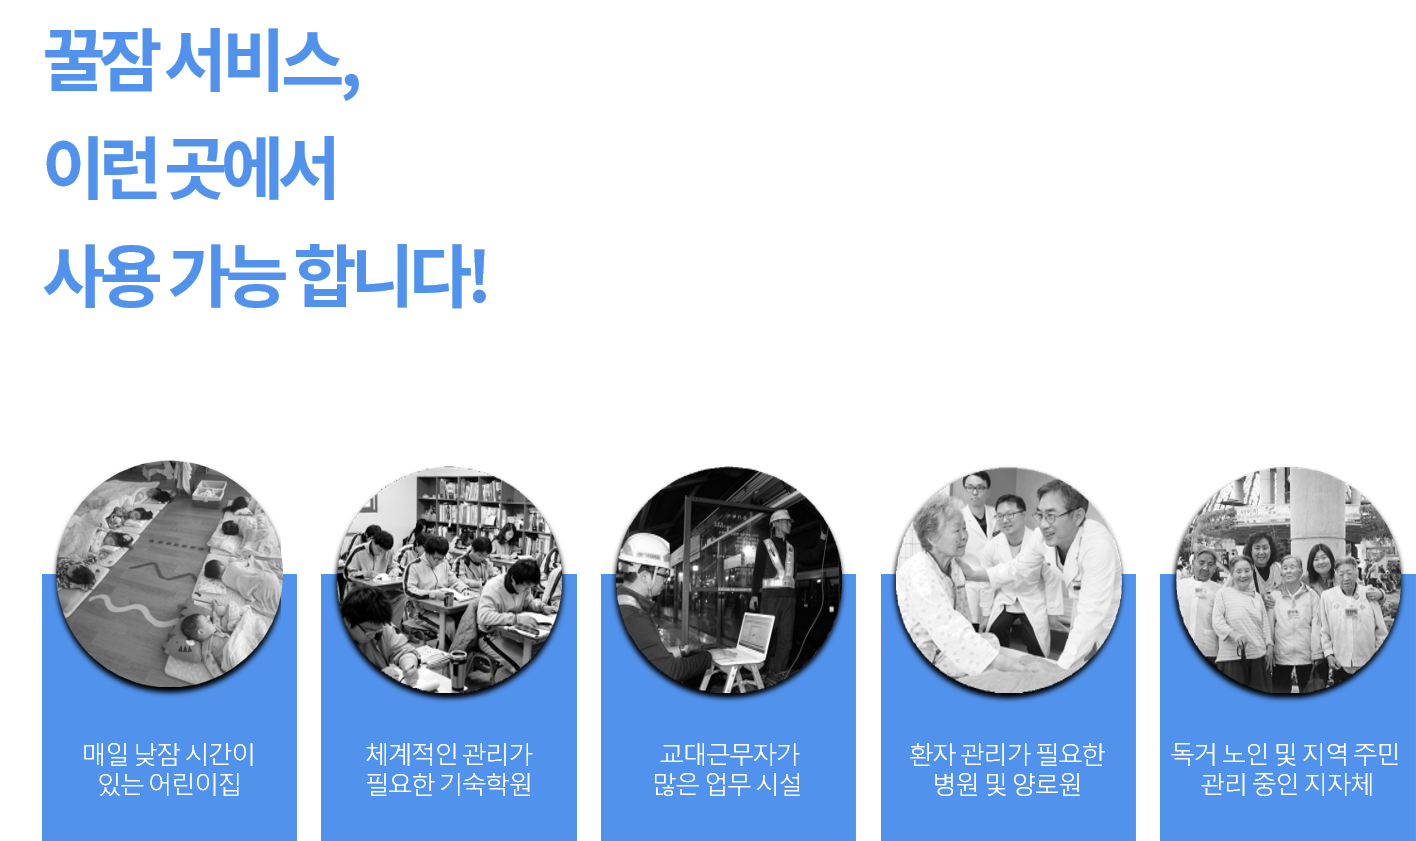 꿀잠 서비스,
이런 곳에서
사용 가능 합니다!
매일 낮잠 시간이
있는 어린이집
체계적인 관리가
필요한 기숙학원
교대근무자가
많은 업무 시설
환자 관리가 필요한
병원 및 양로원
독거 노인 및 지역 주민
관리 중인 지자체